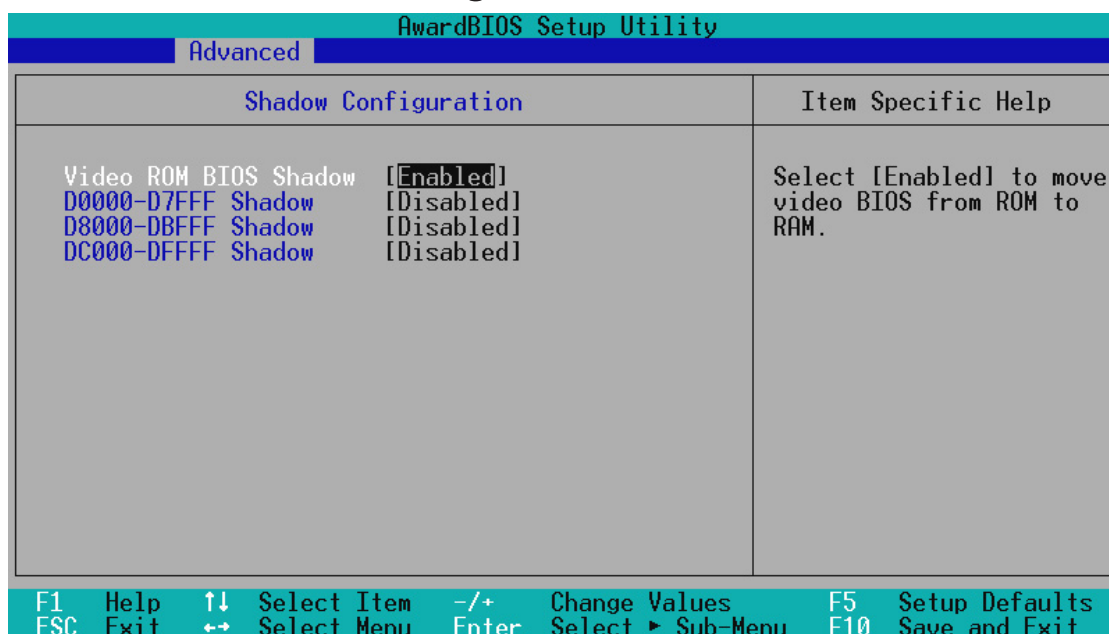 AwardBIOS Setup Utility
Advanced
Shadow Configuration
Item Specific Help
Video ROM BIOS Shadow [Enabled]
D0000-D7FFF Shadow [Disabled]
D8000-DBFFF Shadow [Disabled]
DC000-DFFFF Shadow [Disabled]
Select [Enabled] to move
video BIOS from ROM to
RAM.
F1 Help ↑↓ Select Item -/+ Change Values F5 Setup Defaults
ESC Exit ←→ Select Menu Enter Select ► Sub-Menu F10 Save and Exit